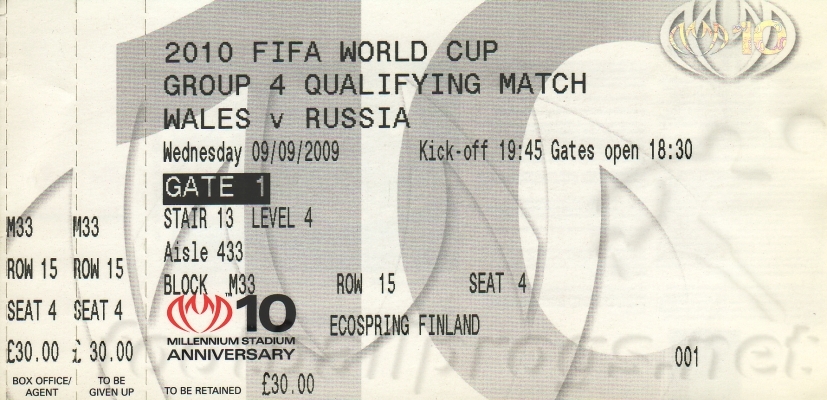 2010 FIFA WORLD CUP
GROUP 4 QUALIFYING MATCH
WALES v RUSSIA
Wednesday 09/09/2009 Kick-off 19:45 Gates open 18:30
GATE 1
STAIR 13 LEVEL 4
Aisle 433
BLOCK M33 ROW 15 SEAT 4
10
MILLENNIUM STADIUM
ANNIVERSARY
ECOSPRING FINLAND
001
TO BE RETAINED £30.00
M33
ROW 15
SEAT 4
£30.00
BOX OFFICE/
AGENT
M33
ROW 15
SEAT 4
£30.00
TO BE
GIVEN UP
10